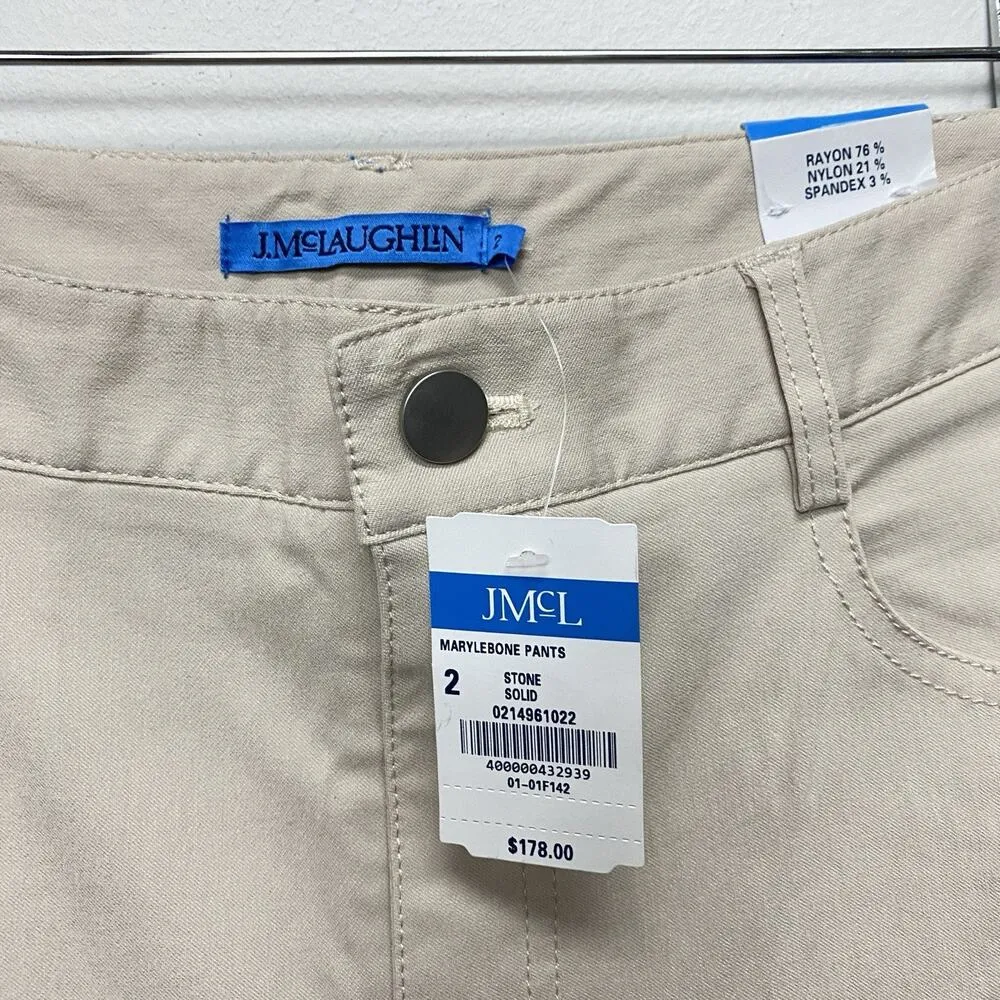 RAYON 76 %
NYLON 21 %
SPANDEX 3 %
J.McLAUGHLIN
2
JMcL
MARYLEBONE PANTS
2 STONE
SOLID
0214961022
400000432939
01-01F142
$178.00